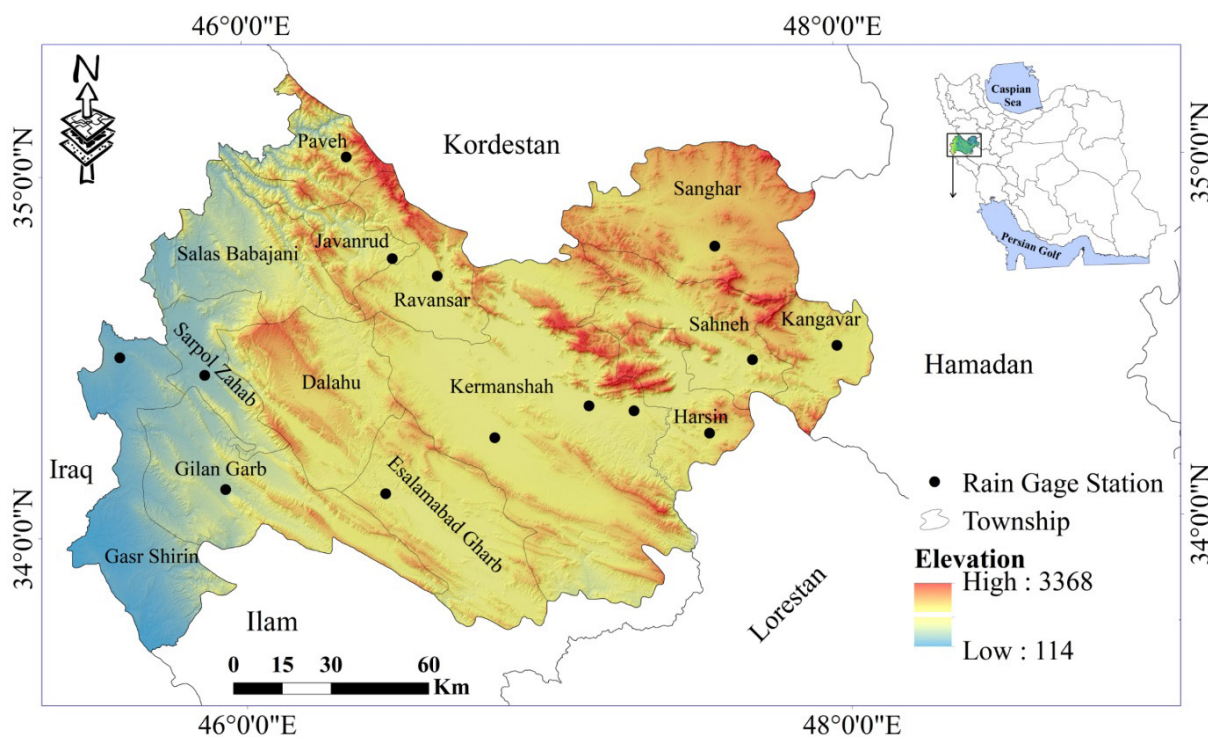 46°0'0"E
48°0'0"E
N
35°0'0"N
35°0'0"N
Caspian
Sea
Persian Golf
Kordestan
Paveh
Sanghar
Javanrud
Salas Babajani
Ravansar
Sahneh
Kangavar
Sarpol Zahab
Dalahu
Kermanshah
Hamadan
Harsin
Iraq
Gilan Garb
Esalamabad Gharb
Gasr Shirin
34°0'0"N
34°0'0"N
Ilam
Lorestan
Rain Gage Station
Township
Elevation
High : 3368
Low : 114
0 15 30 60
Km
46°0'0"E
48°0'0"E